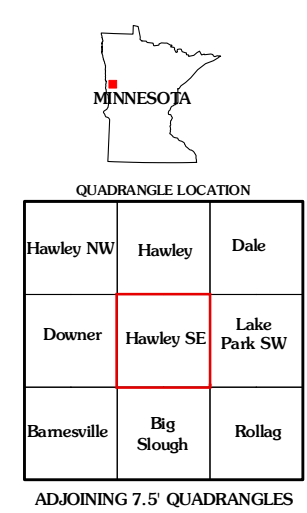 MINNESOTA
QUADRANGLE LOCATION
Hawley NW
Hawley
Dale
Downer
Hawley SE
Lake
Park SW
Barnesville
Big
Slough
Rollag
ADJOINING 7.5' QUADRANGLES